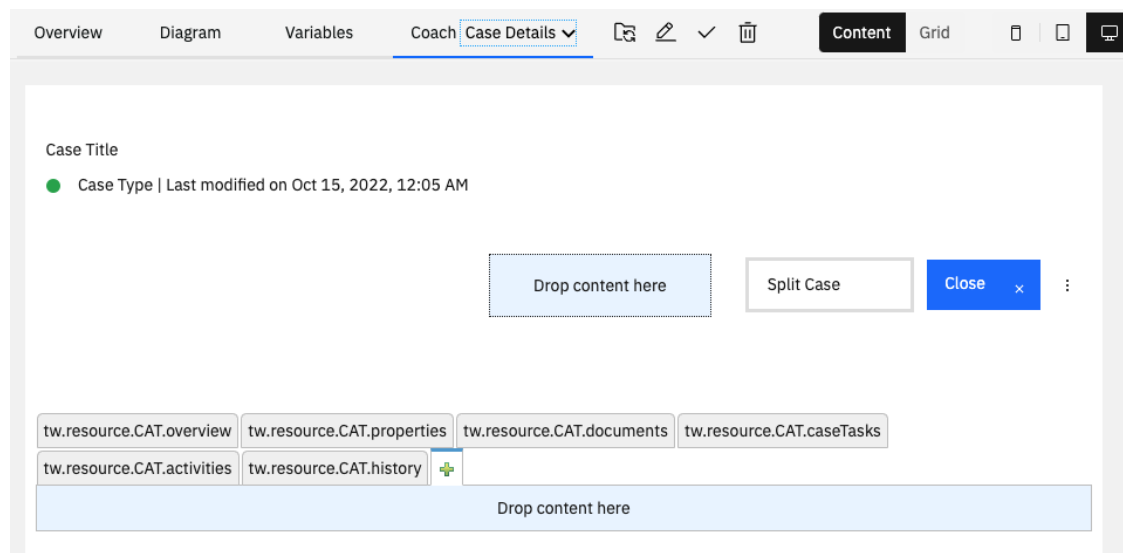 Overview Diagram Variables Coach Case Details Content Grid
Case Title
Case Type | Last modified on Oct 15, 2022, 12:05 AM
Drop content here Split Case Close ×
tw.resource.CAT.overview tw.resource.CAT.properties tw.resource.CAT.documents tw.resource.CAT.caseTasks
tw.resource.CAT.activities tw.resource.CAT.history
Drop content here